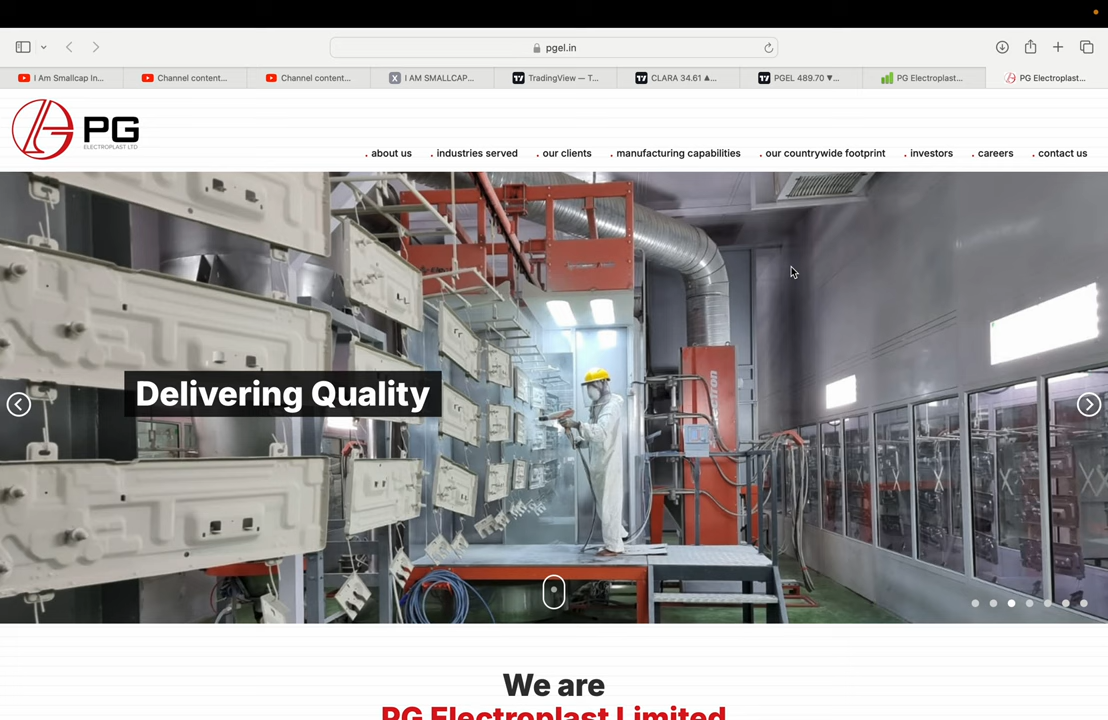 pgel.in
I Am Smallcap In...
Channel content...
Channel content...
I AM SMALLCAP...
TradingView — T...
CLARA 34.61 ▲...
PGEL 489.70 ▼...
PG Electroplast...
PG Electroplast...
PG
ELECTROPLAST LTD
. about us
. industries served
. our clients
. manufacturing capabilities
. our countrywide footprint
. investors
. careers
. contact us
Delivering Quality
We are
PG Electroplast Limited